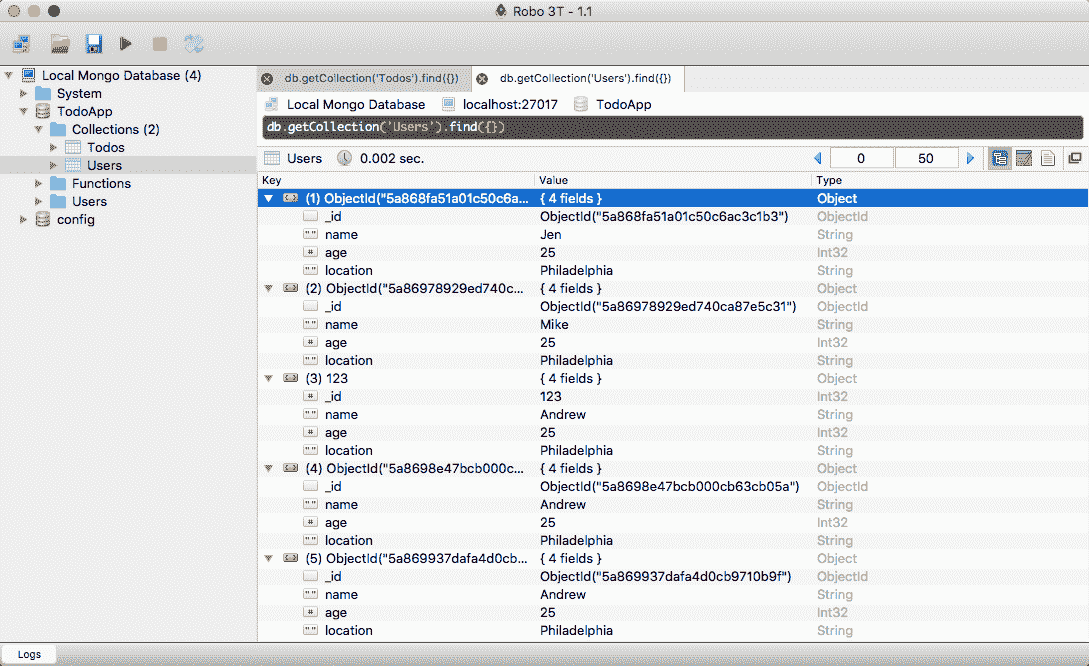 Robo 3T - 1.1
Local Mongo Database (4)
System
TodoApp
Collections (2)
Todos
Users
Functions
Users
config
db.getCollection('Todos').find({})
db.getCollection('Users').find({})
Local Mongo Database localhost:27017 TodoApp
db.getCollection('Users').find({})
Users 0.002 sec. 0 50
Key Value Type
(1) ObjectId("5a868fa51a01c50c6a... { 4 fields } Object
_id ObjectId("5a868fa51a01c50c6ac3c1b3") ObjectId
name Jen String
age 25 Int32
location Philadelphia String
(2) ObjectId("5a86978929ed740c... { 4 fields } Object
_id ObjectId("5a86978929ed740ca87e5c31") ObjectId
name Mike String
age 25 Int32
location Philadelphia String
(3) 123 { 4 fields } Object
_id 123 Int32
name Andrew String
age 25 Int32
location Philadelphia String
(4) ObjectId("5a8698e47bcb000c... { 4 fields } Object
_id ObjectId("5a8698e47bcb000cb63cb05a") ObjectId
name Andrew String
age 25 Int32
location Philadelphia String
(5) ObjectId("5a869937dafa4d0cb... { 4 fields } Object
_id ObjectId("5a869937dafa4d0cb9710b9f") ObjectId
name Andrew String
age 25 Int32
location Philadelphia String
Logs